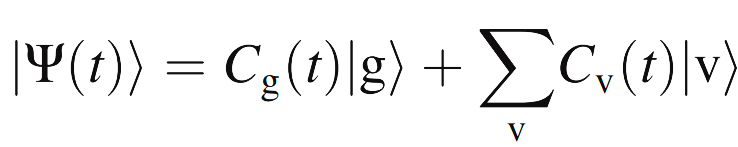 |Ψ(t)⟩ = C_g(t)|g⟩ + ∑_v C_v(t)|v⟩